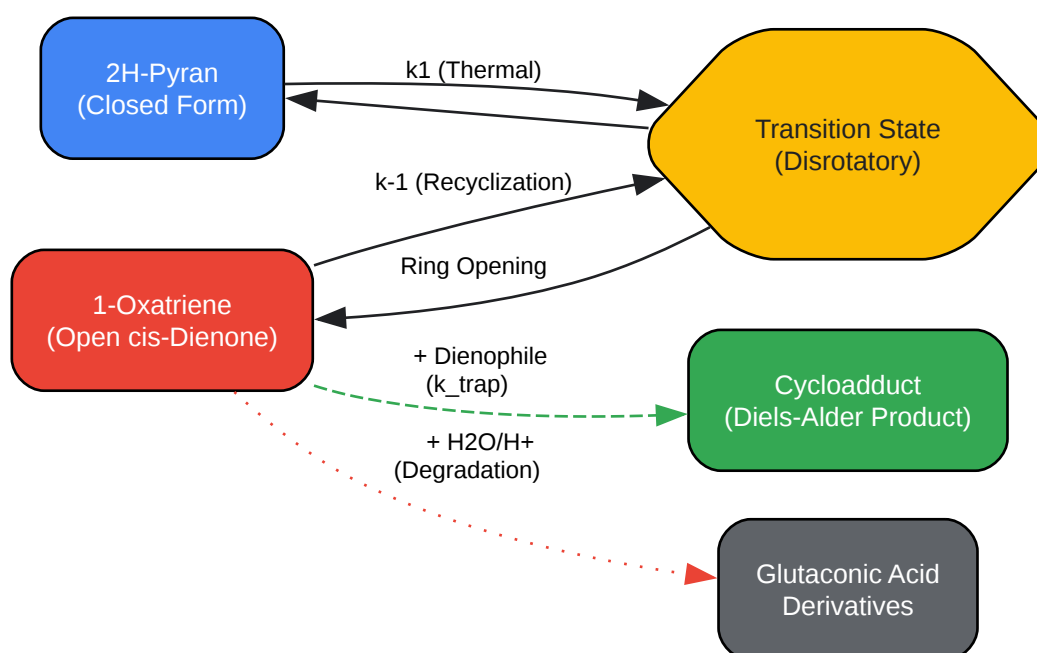 2H-Pyran
(Closed Form)
k1 (Thermal)
Transition State
(Disrotatory)
k-1 (Recyclization)
Ring Opening
1-Oxatriene
(Open cis-Dienone)
+ Dienophile
(k_trap)
Cycloadduct
(Diels-Alder Product)
+ H2O/H+
(Degradation)
Glutaconic Acid
Derivatives